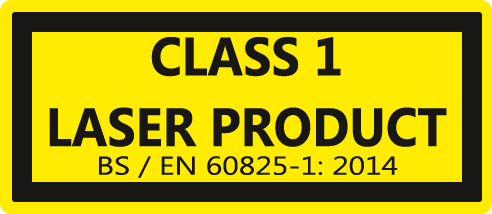 CLASS 1
LASER PRODUCT
BS / EN 60825-1: 2014